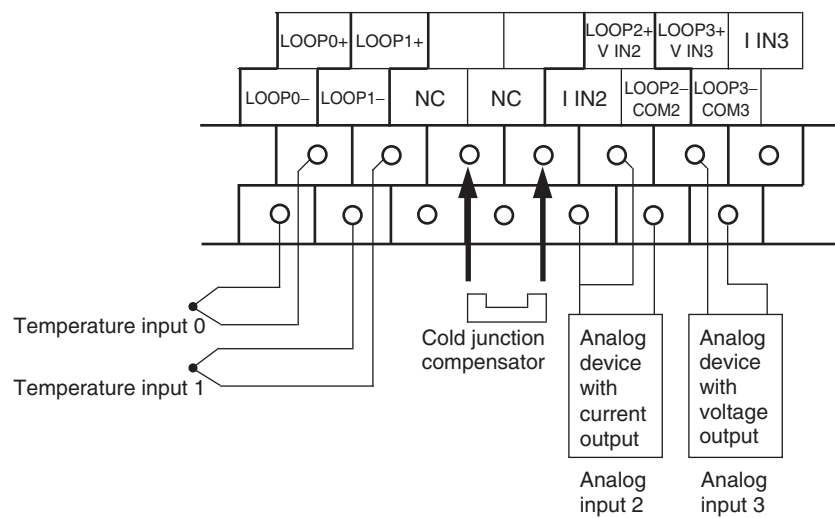 LOOP0+
LOOP1+
LOOP2+
V IN2
LOOP3+
V IN3
I IN3
LOOP0–
LOOP1–
NC
NC
I IN2
LOOP2–
COM2
LOOP3–
COM3
Temperature input 0
Temperature input 1
Cold junction
compensator
Analog
device
with
current
output
Analog
device
with
voltage
output
Analog
input 2
Analog
input 3